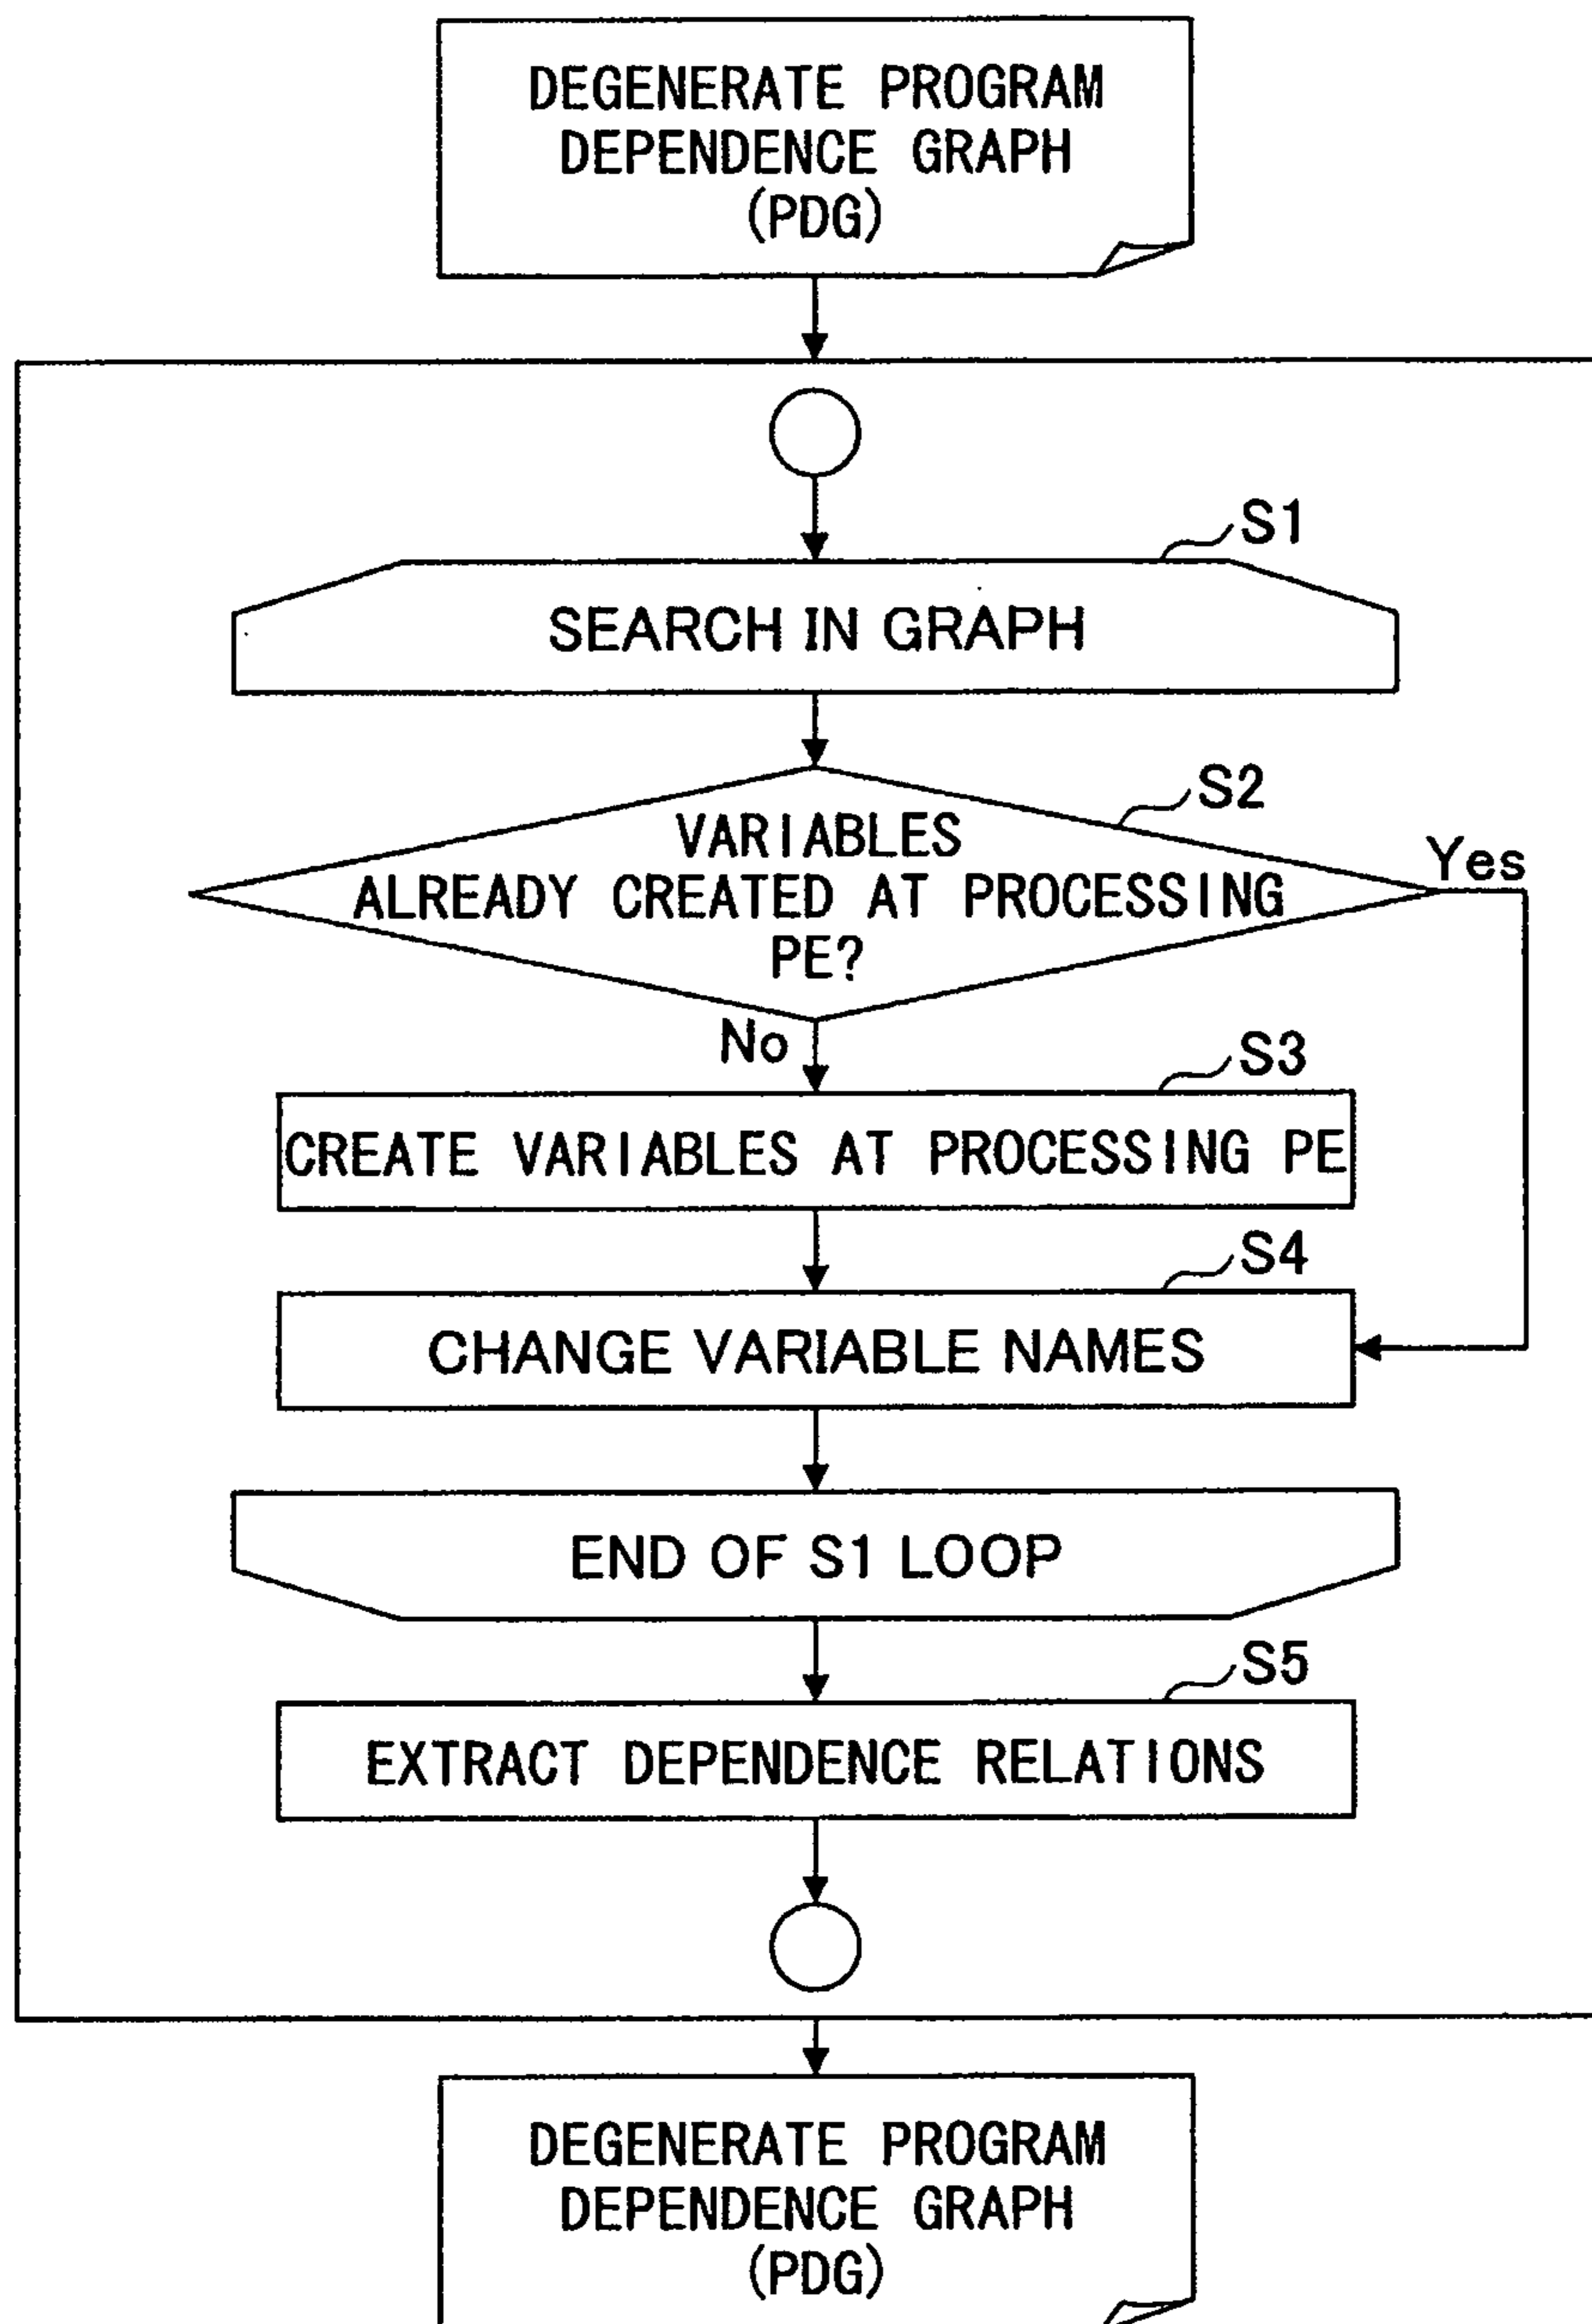 DEGENERATE PROGRAM
DEPENDENCE GRAPH
(PDG)
S1
SEARCH IN GRAPH
S2
VARIABLES
ALREADY CREATED AT PROCESSING
PE?
Yes
No
S3
CREATE VARIABLES AT PROCESSING PE
S4
CHANGE VARIABLE NAMES
END OF S1 LOOP
S5
EXTRACT DEPENDENCE RELATIONS
DEGENERATE PROGRAM
DEPENDENCE GRAPH
(PDG)